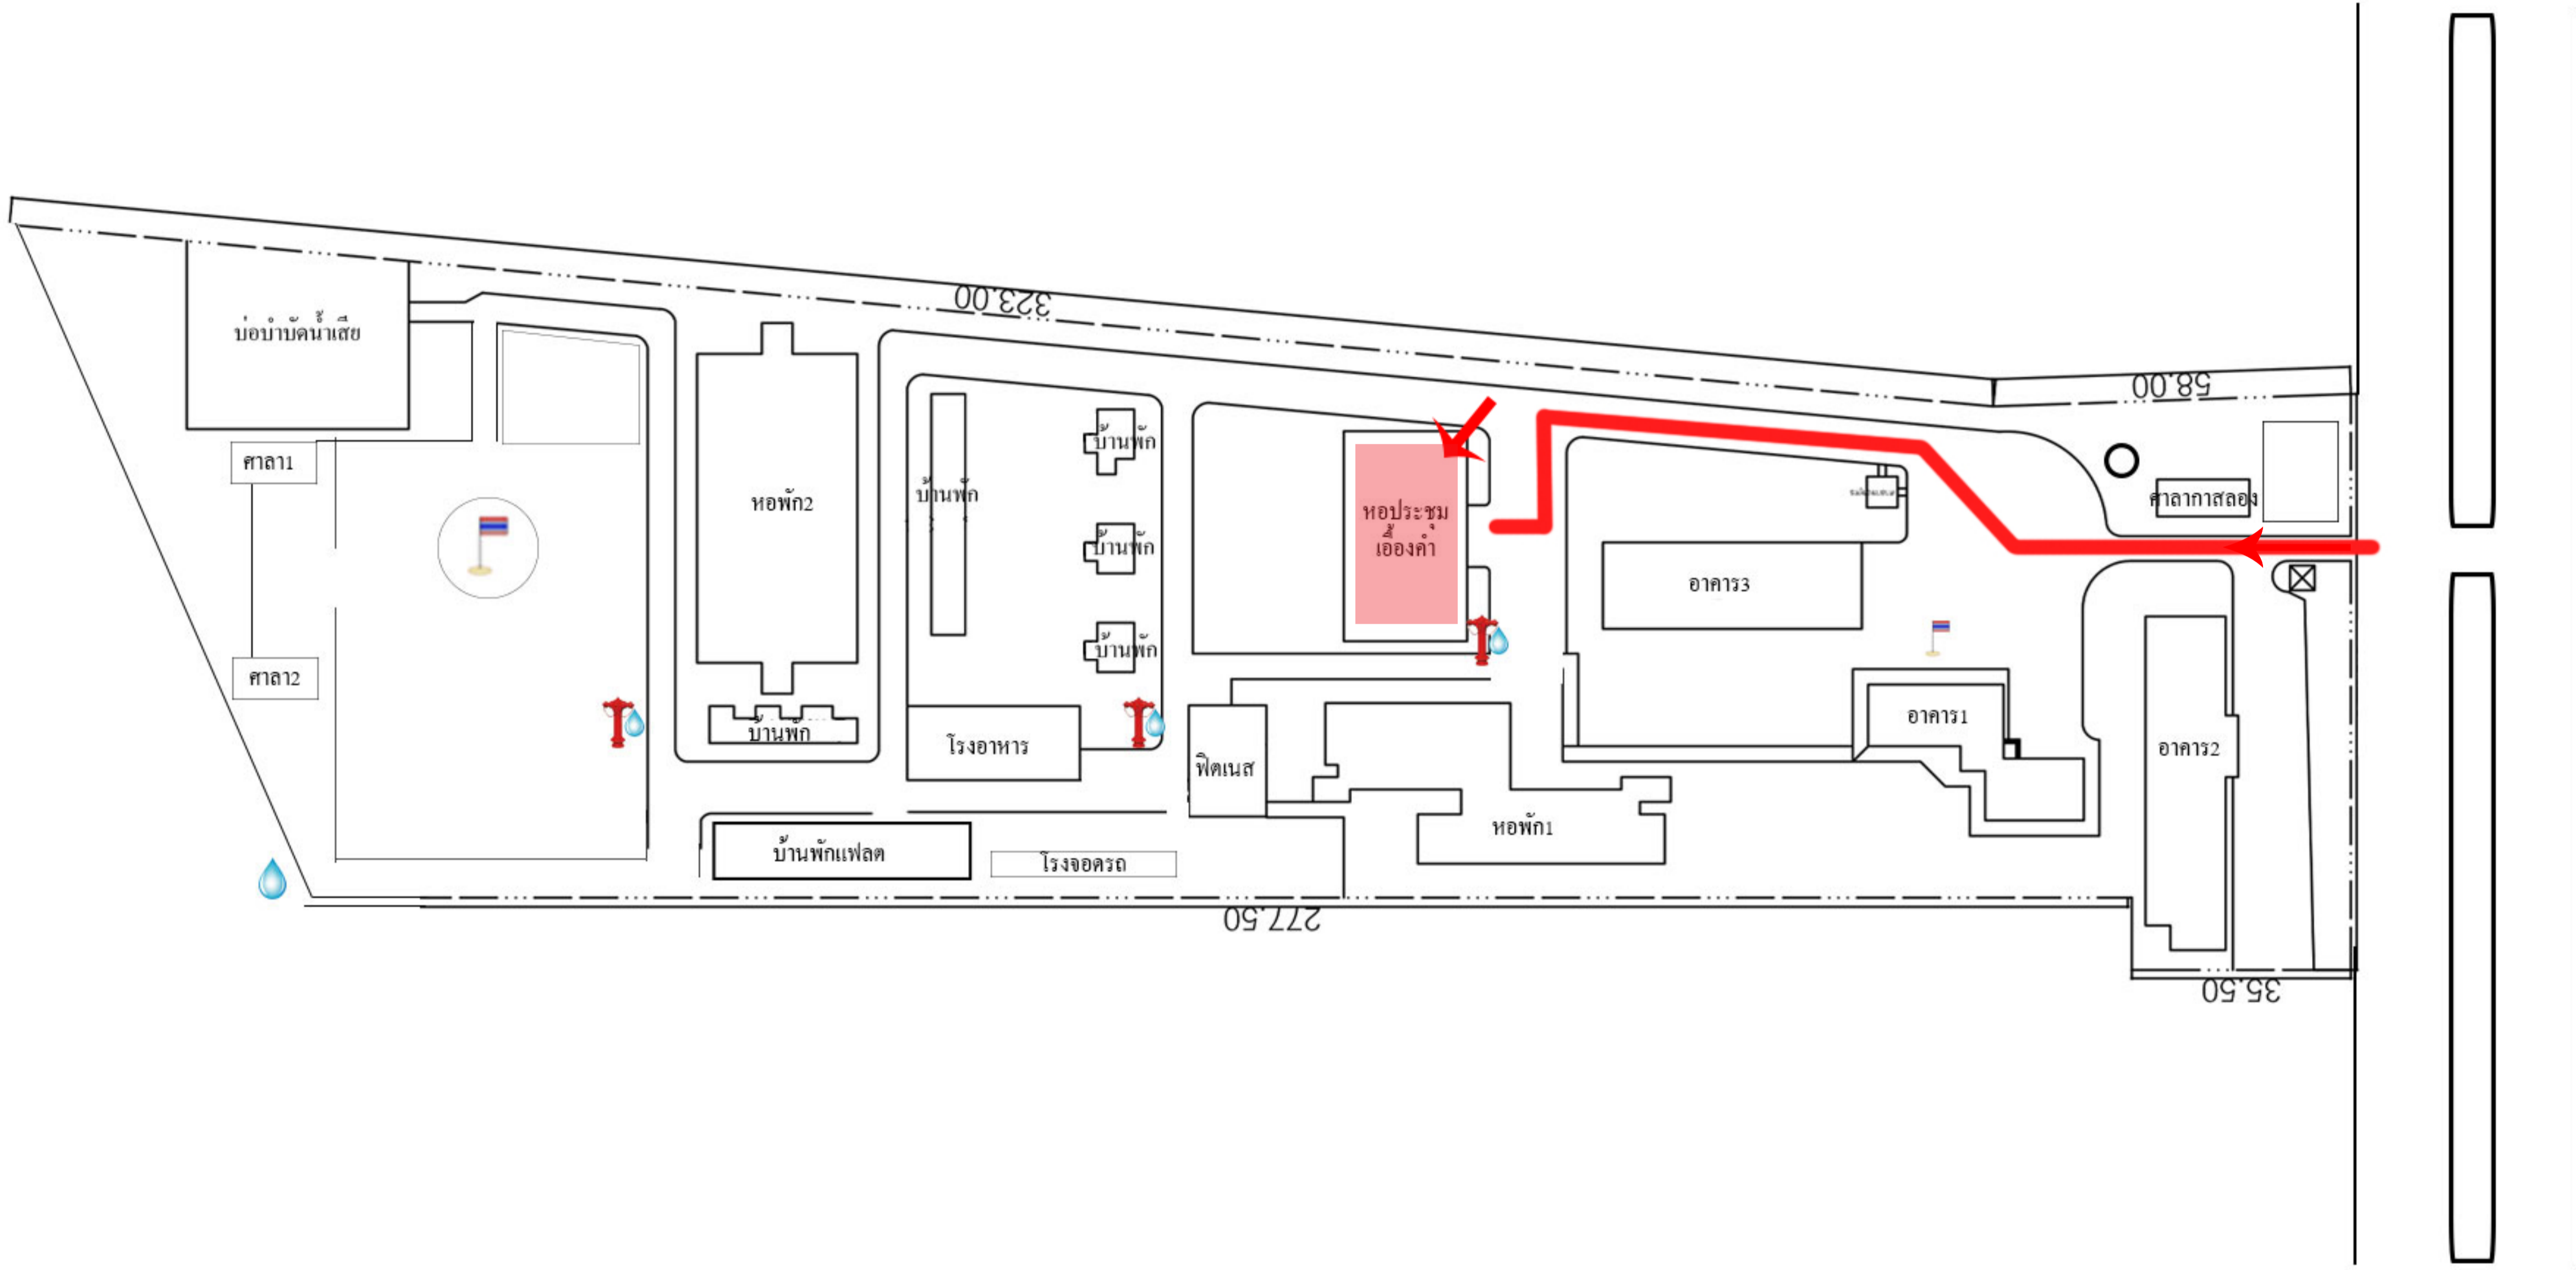 323.00
58.00
บ่อบำบัดน้ำเสีย
ศาลา1
ศาลา2
หอพัก2
บ้านพัก
บ้านพัก
บ้านพัก
บ้านพัก
บ้านพัก
หอประชุม
เอื้องคำ
ศาลากาสลอง
อาคาร3
อาคาร1
อาคาร2
โรงอาหาร
ฟิตเนส
หอพัก1
บ้านพักแฟลต
โรงจอดรถ
277.50
35.50